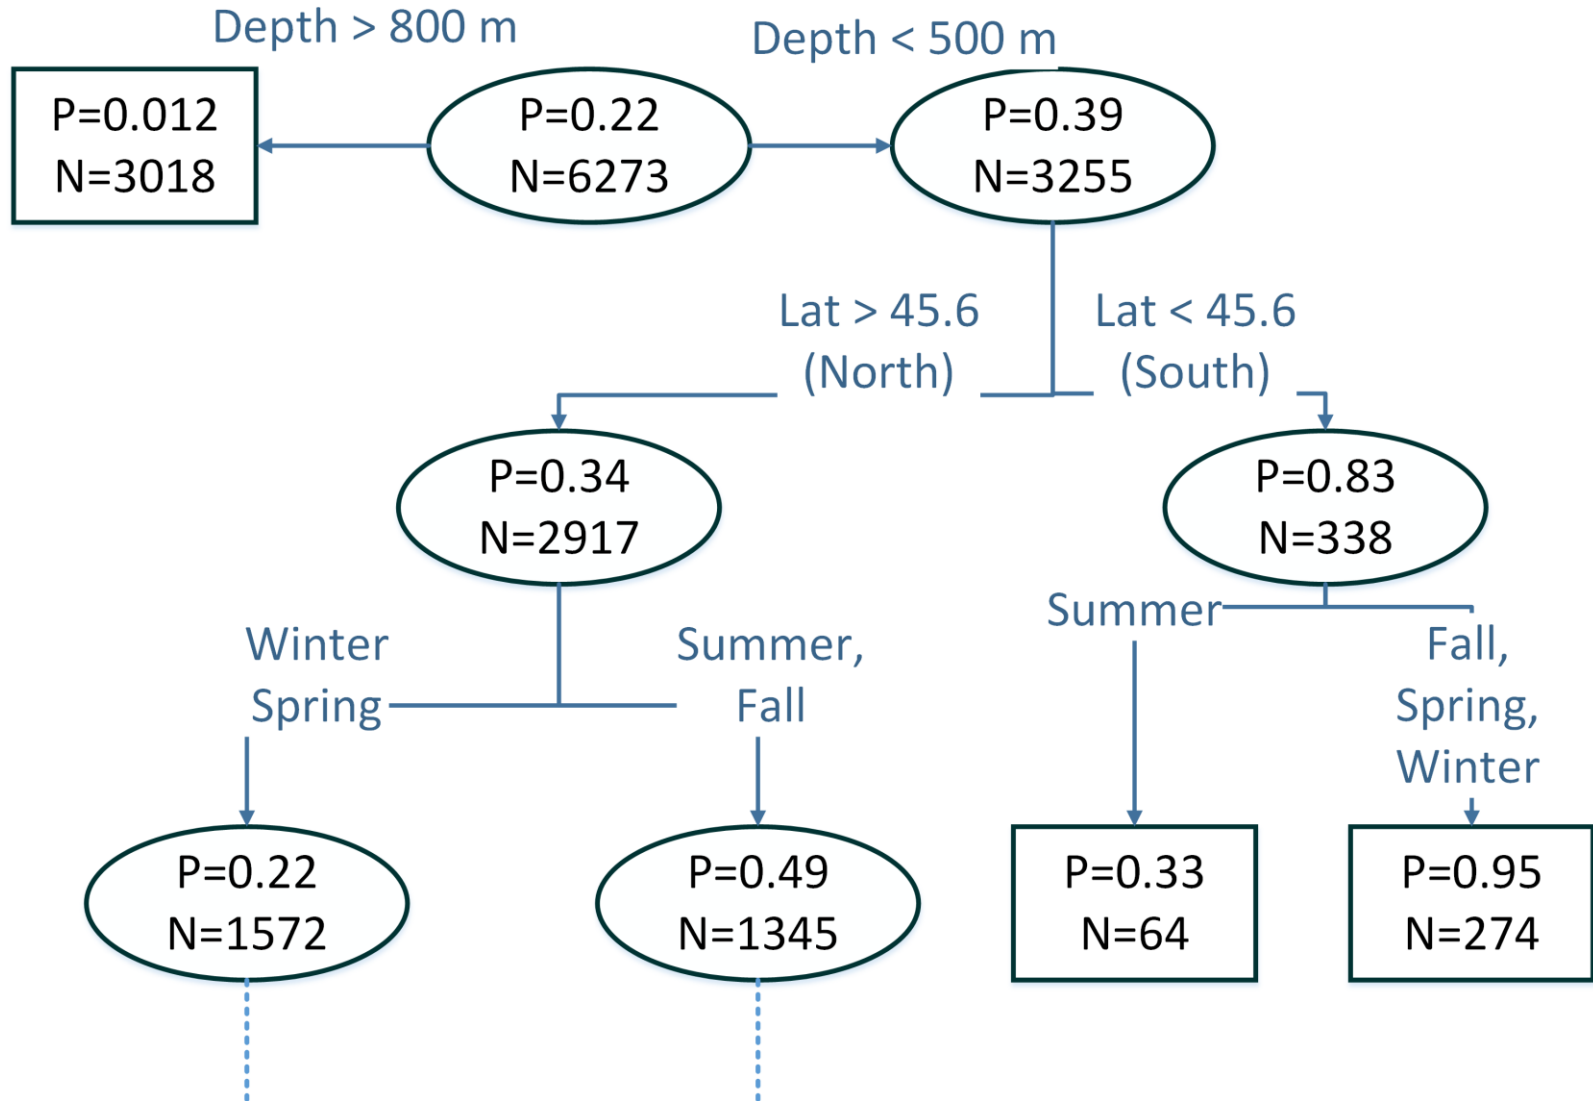 Depth > 800 m
Depth < 500 m
P=0.012
N=3018
P=0.22
N=6273
P=0.39
N=3255
Lat > 45.6
(North)
Lat < 45.6
(South)
P=0.34
N=2917
P=0.83
N=338
Winter
Spring
Summer,
Fall
Summer
Fall,
Spring,
Winter
P=0.22
N=1572
P=0.49
N=1345
P=0.33
N=64
P=0.95
N=274